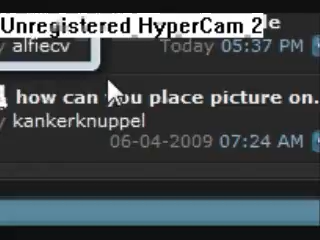 Unregistered HyperCam 2
y alfiecv
Today 05:37 PM
how can you place picture on.
y kankerknuppel
06-04-2009 07:24 AM